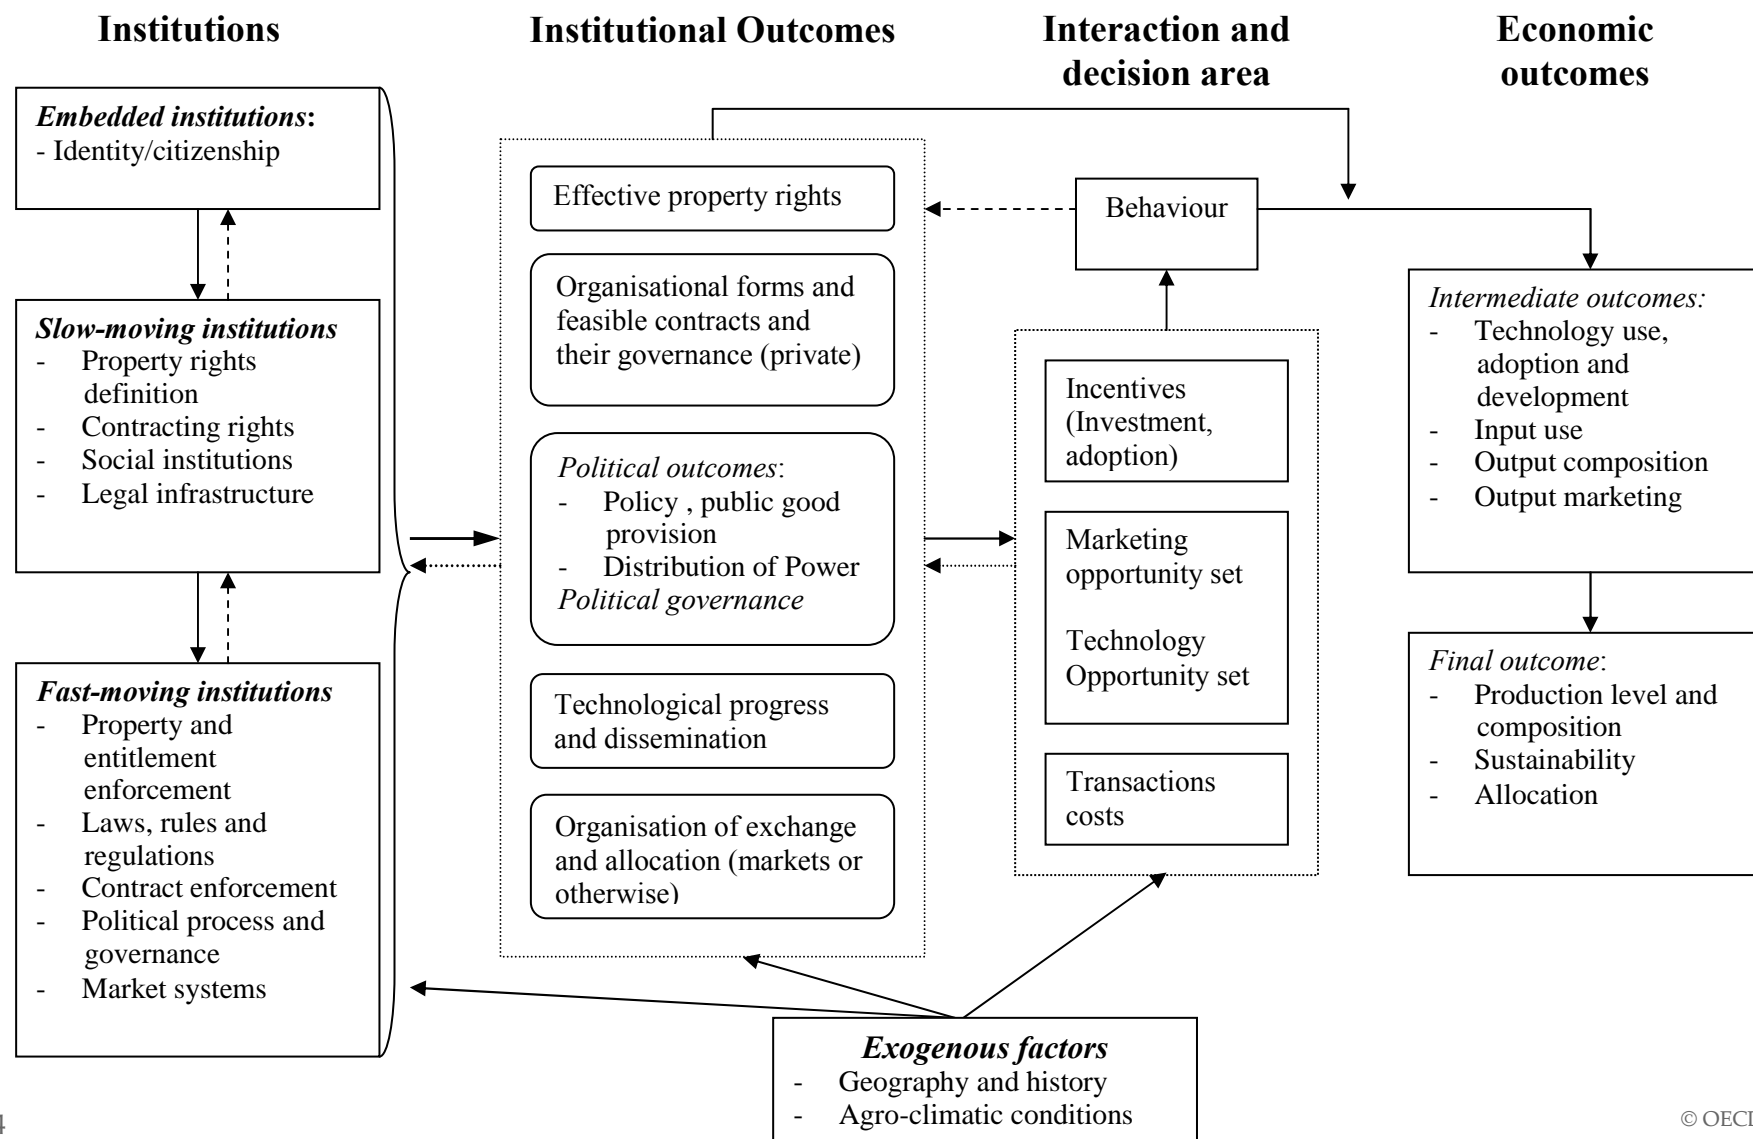 Institutions
Institutional Outcomes
Interaction and
decision area
Economic
outcomes
Embedded institutions:
- Identity/citizenship
Slow-moving institutions
- Property rights
definition
- Contracting rights
- Social institutions
- Legal infrastructure
Fast-moving institutions
- Property and
entitlement
enforcement
- Laws, rules and
regulations
- Contract enforcement
- Political process and
governance
- Market systems
Effective property rights
Organisational forms and
feasible contracts and
their governance (private)
Political outcomes:
- Policy , public good
provision
- Distribution of Power
Political governance
Technological progress
and dissemination
Organisation of exchange
and allocation (markets or
otherwise)
Behaviour
Incentives
(Investment,
adoption)
Marketing
opportunity set
Technology
Opportunity set
Transactions
costs
Intermediate outcomes:
- Technology use,
adoption and
development
- Input use
- Output composition
- Output marketing
Final outcome:
- Production level and
composition
- Sustainability
- Allocation
Exogenous factors
- Geography and history
- Agro-climatic conditions
4
© OECD